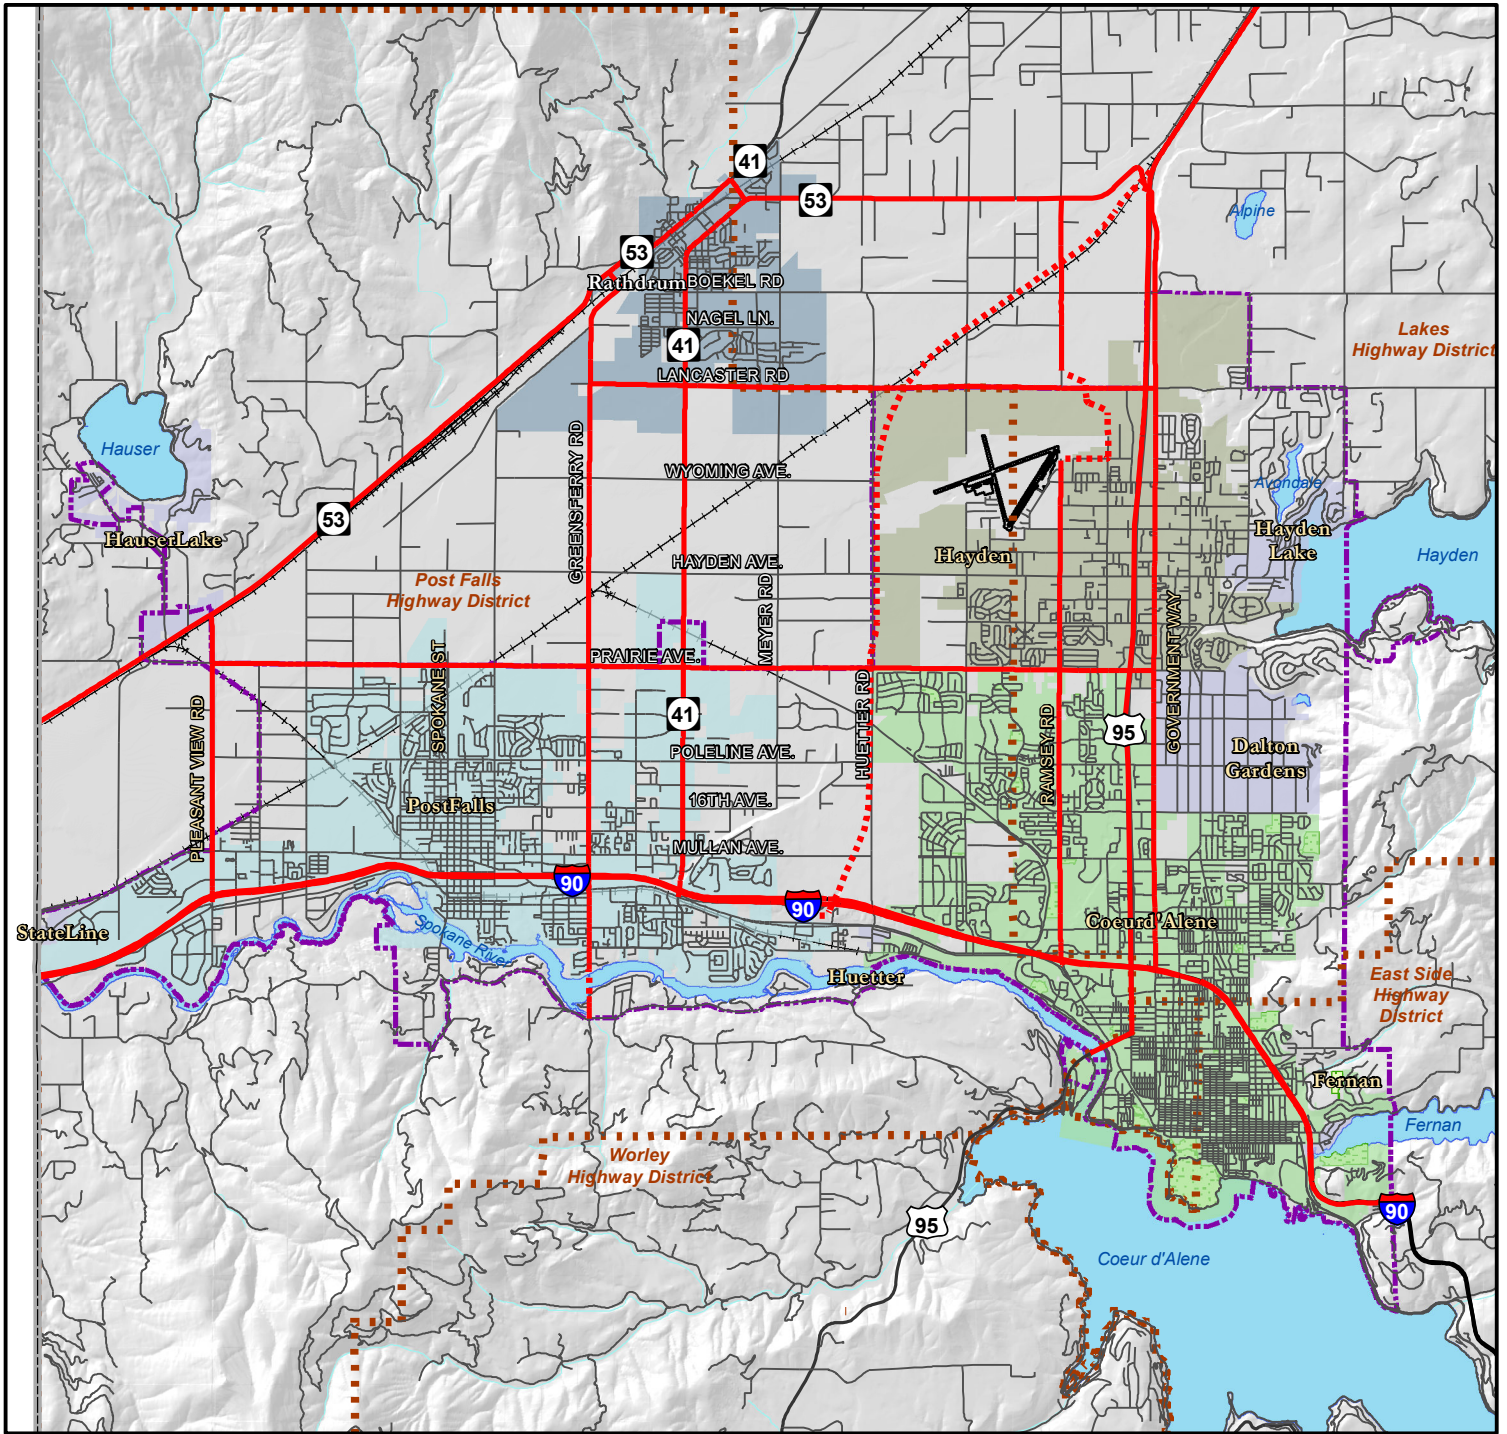 41
53
Alpine
53
Rathdrum
BOEKEL RD
NAGEL LN.
41
Lakes
Highway District
LANCASTER RD
Hauser
GREENSFERRY RD
WYOMING AVE.
Avondale
53
HauserLake
Hayden
Hayden
Lake
Hayden
HAYDEN AVE.
Post Falls
Highway District
MEYER RD
GOVERNMENT WAY
SPOKANE ST
PRAIRIE AVE.
HUETTER RD
PLEASANT VIEW RD
41
RAMSEY RD
95
POLELINE AVE.
Dalton
Gardens
16TH AVE.
PostFalls
MULLAN AVE.
90
90
StateLine
Spokane River
Coeurd'Alene
Huetter
East Side
Highway
District
Fernan
Fernan
Worley
Highway District
95
90
Coeur d'Alene